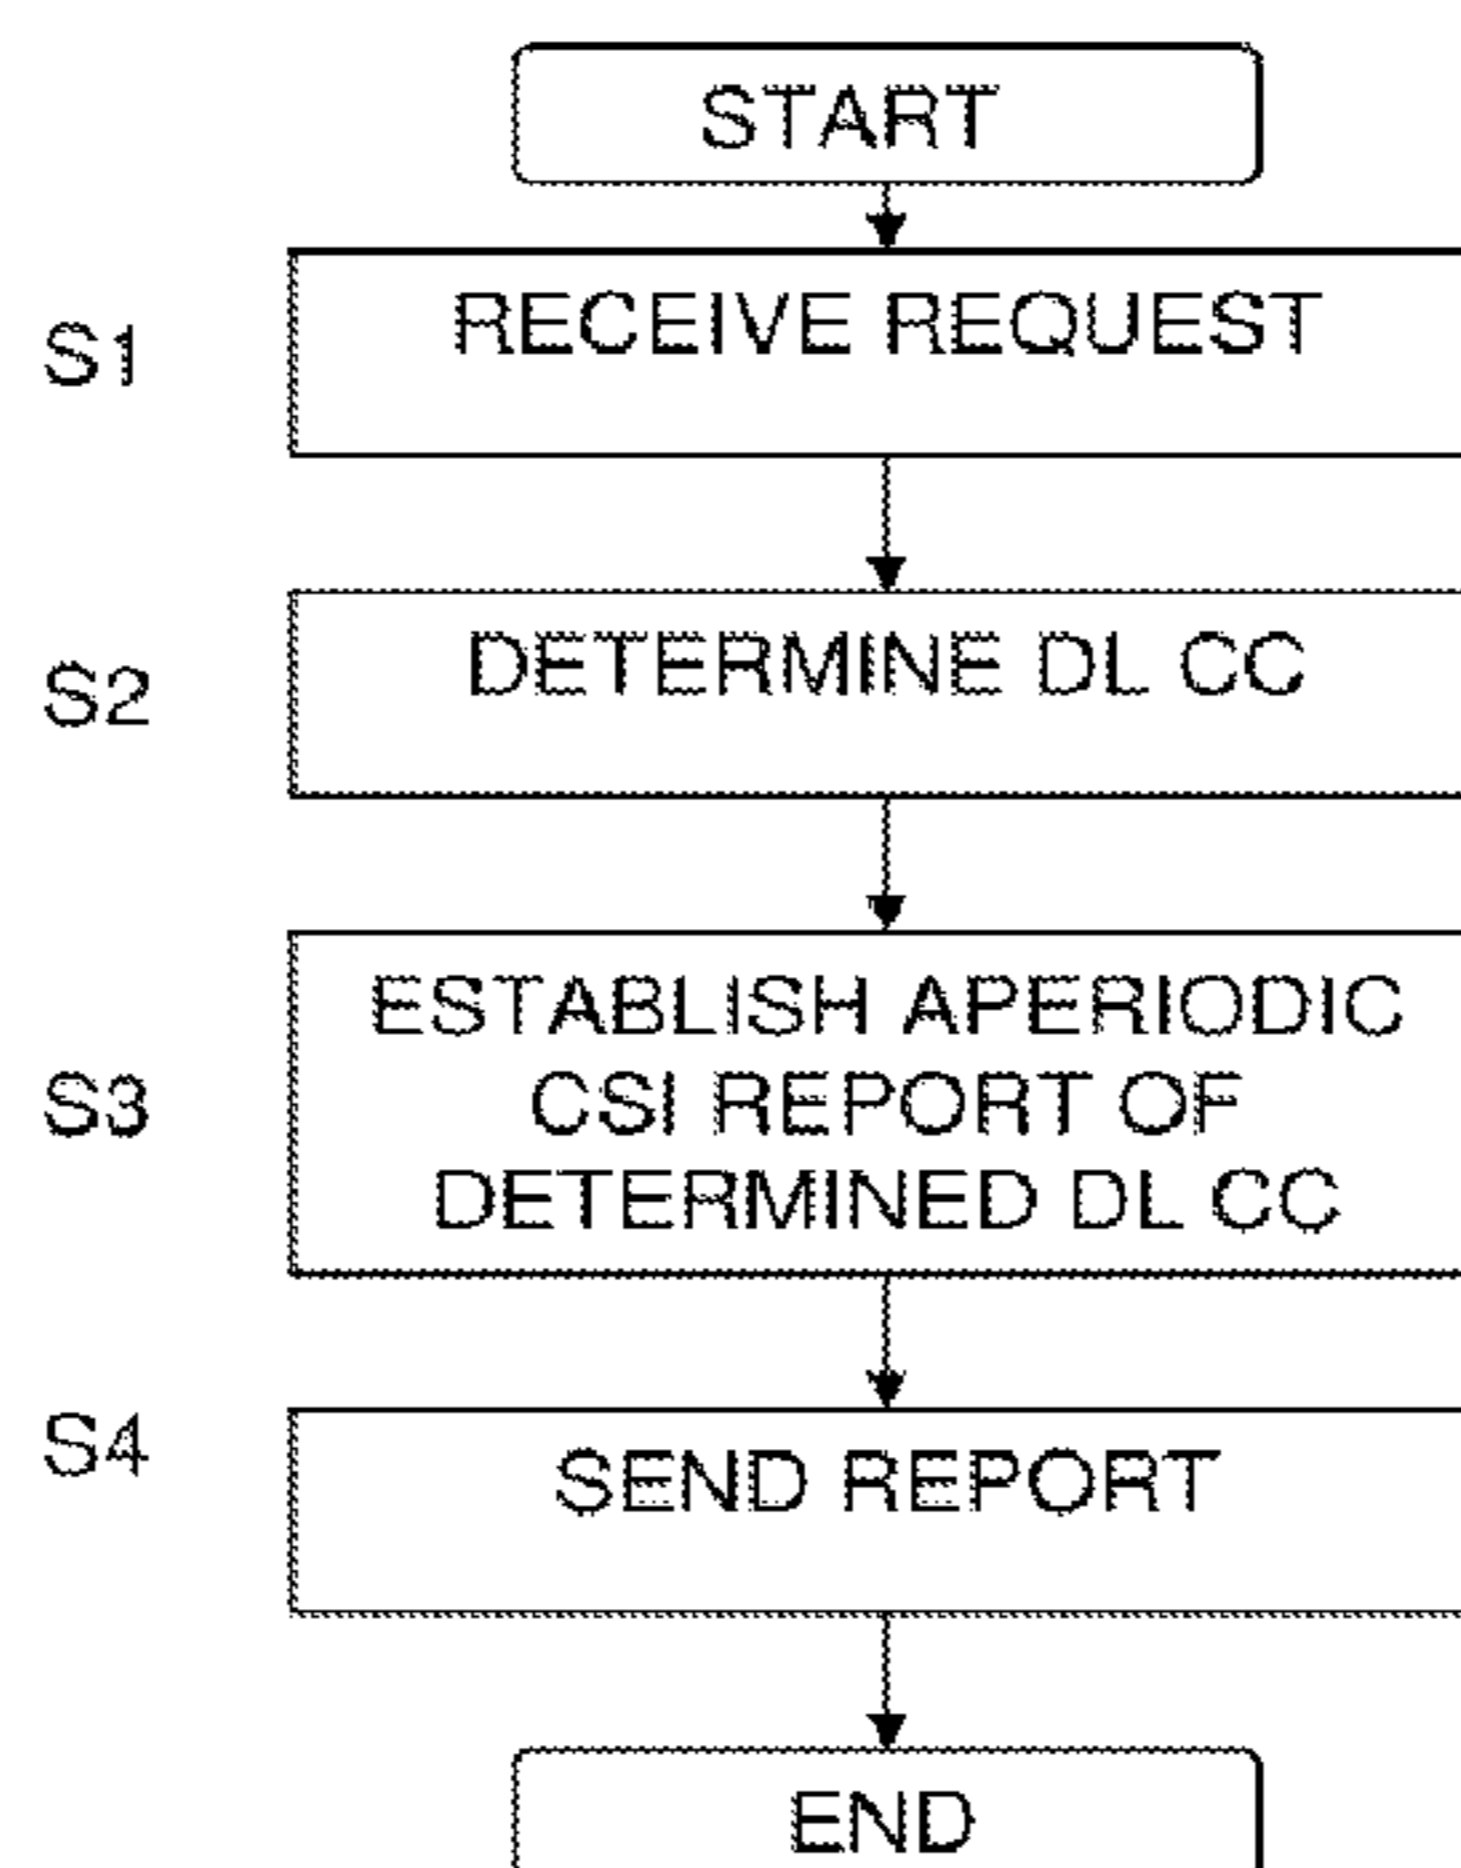 START
S1
RECEIVE REQUEST
S2
DETERMINE DL CC
S3
ESTABLISH APERIODIC
CSI REPORT OF
DETERMINED DL CC
S4
SEND REPORT
END